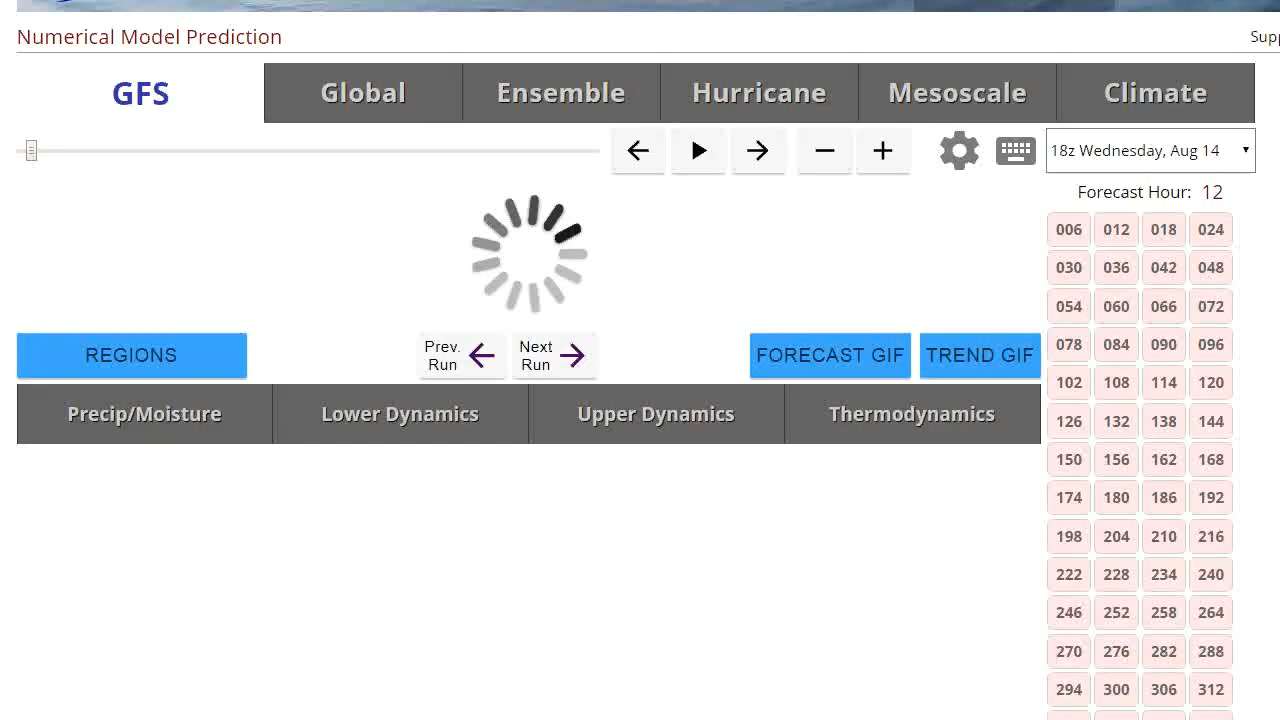 Numerical Model Prediction
Supp
GFS Global Ensemble Hurricane Mesoscale Climate
18z Wednesday, Aug 14
Forecast Hour: 12
006 012 018 024
030 036 042 048
054 060 066 072
078 084 090 096
102 108 114 120
126 132 138 144
150 156 162 168
174 180 186 192
198 204 210 216
222 228 234 240
246 252 258 264
270 276 282 288
294 300 306 312
REGIONS
Prev.
Run
Next
Run
FORECAST GIF TREND GIF
Precip/Moisture Lower Dynamics Upper Dynamics Thermodynamics